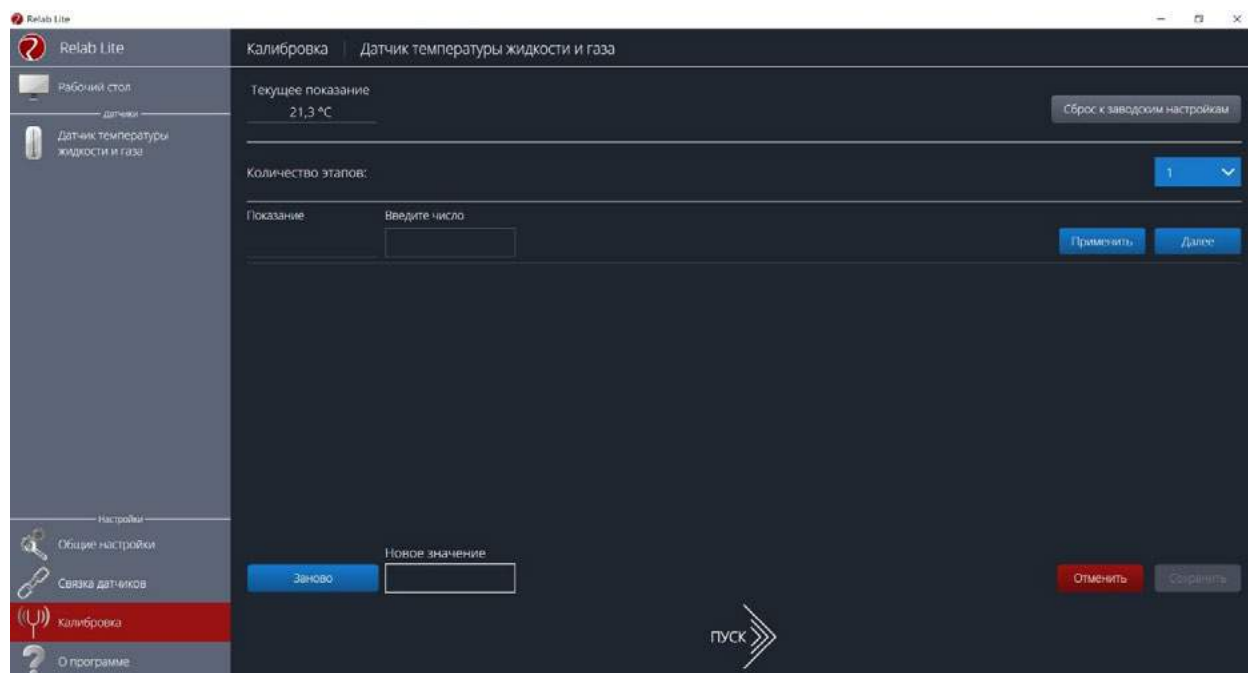 Relab Lite
Relab Lite
Рабочий стол
Датчики
Датчик температуры
жидкости и газа
Настройки
Общие настройки
Связка датчиков
Калибровка
О программе
Калибровка
Датчик температуры жидкости и газа
Текущее показание
21,3 °C
Сброс к заводским настройкам
Количество этапов:
1
Показание
Введите число
Применить
Далее
Новое значение
Заново
Отменить
Сохранить
ПУСК